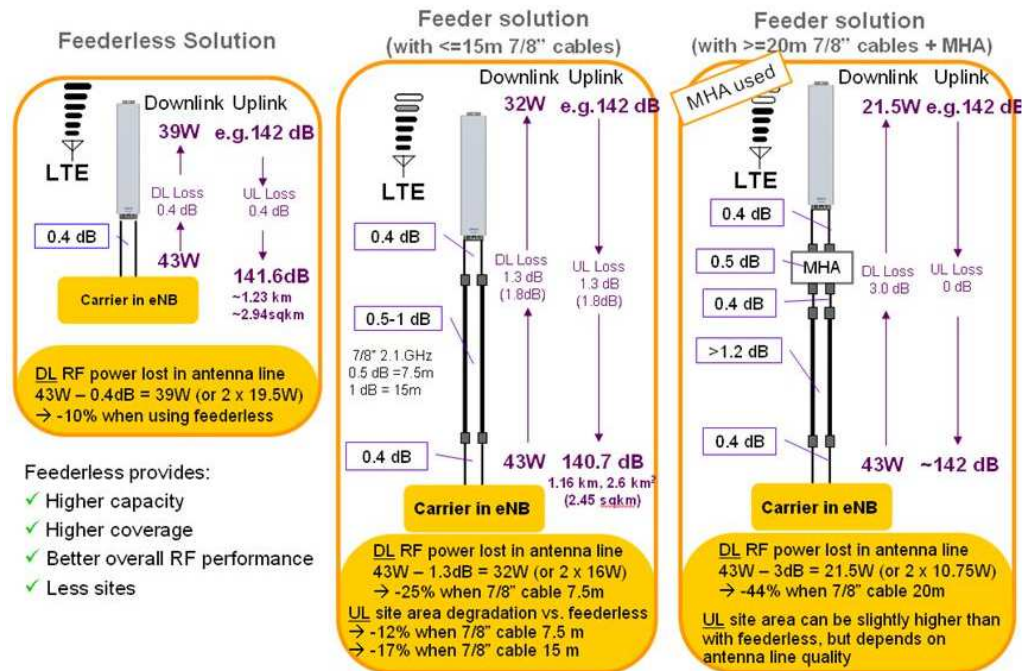 Feederless Solution
Downlink Uplink
39W e.g.142 dB
LTE
DL Loss
0.4 dB
UL Loss
0.4 dB
0.4 dB
43W
141.6dB
~1.23 km
~2.94sqkm
Carrier in eNB
DL RF power lost in antenna line
43W – 0.4dB = 39W (or 2 x 19.5W)
→ -10% when using feederless
Feederless provides:
✓ Higher capacity
✓ Higher coverage
✓ Better overall RF performance
✓ Less sites
Feeder solution
(with <=15m 7/8” cables)
Downlink Uplink
32W e.g.142 dB
LTE
0.4 dB
DL Loss
1.3 dB
(1.8dB)
UL Loss
1.3 dB
(1.8dB)
0.5-1 dB
7/8” 2.1.GHz
0.5 dB =7.5m
1 dB = 15m
0.4 dB
43W 140.7 dB
1.16 km, 2.6 km²
(2.45 sqkm)
Carrier in eNB
DL RF power lost in antenna line
43W – 1.3dB = 32W (or 2 x 16W)
→ -25% when 7/8” cable 7.5m
UL site area degradation vs. feederless
→ -12% when 7/8” cable 7.5 m
→ -17% when 7/8” cable 15 m
Feeder solution
(with >=20m 7/8” cables + MHA)
MHA used
Downlink Uplink
21.5W e.g.142 dB
LTE
0.4 dB
0.5 dB
MHA
DL Loss
3.0 dB
UL Loss
0 dB
0.4 dB
>1.2 dB
0.4 dB
43W ~142 dB
Carrier in eNB
DL RF power lost in antenna line
43W – 3dB = 21.5W (or 2 x 10.75W)
→ -44% when 7/8” cable 20m
UL site area can be slightly higher than
with feederless, but depends on
antenna line quality